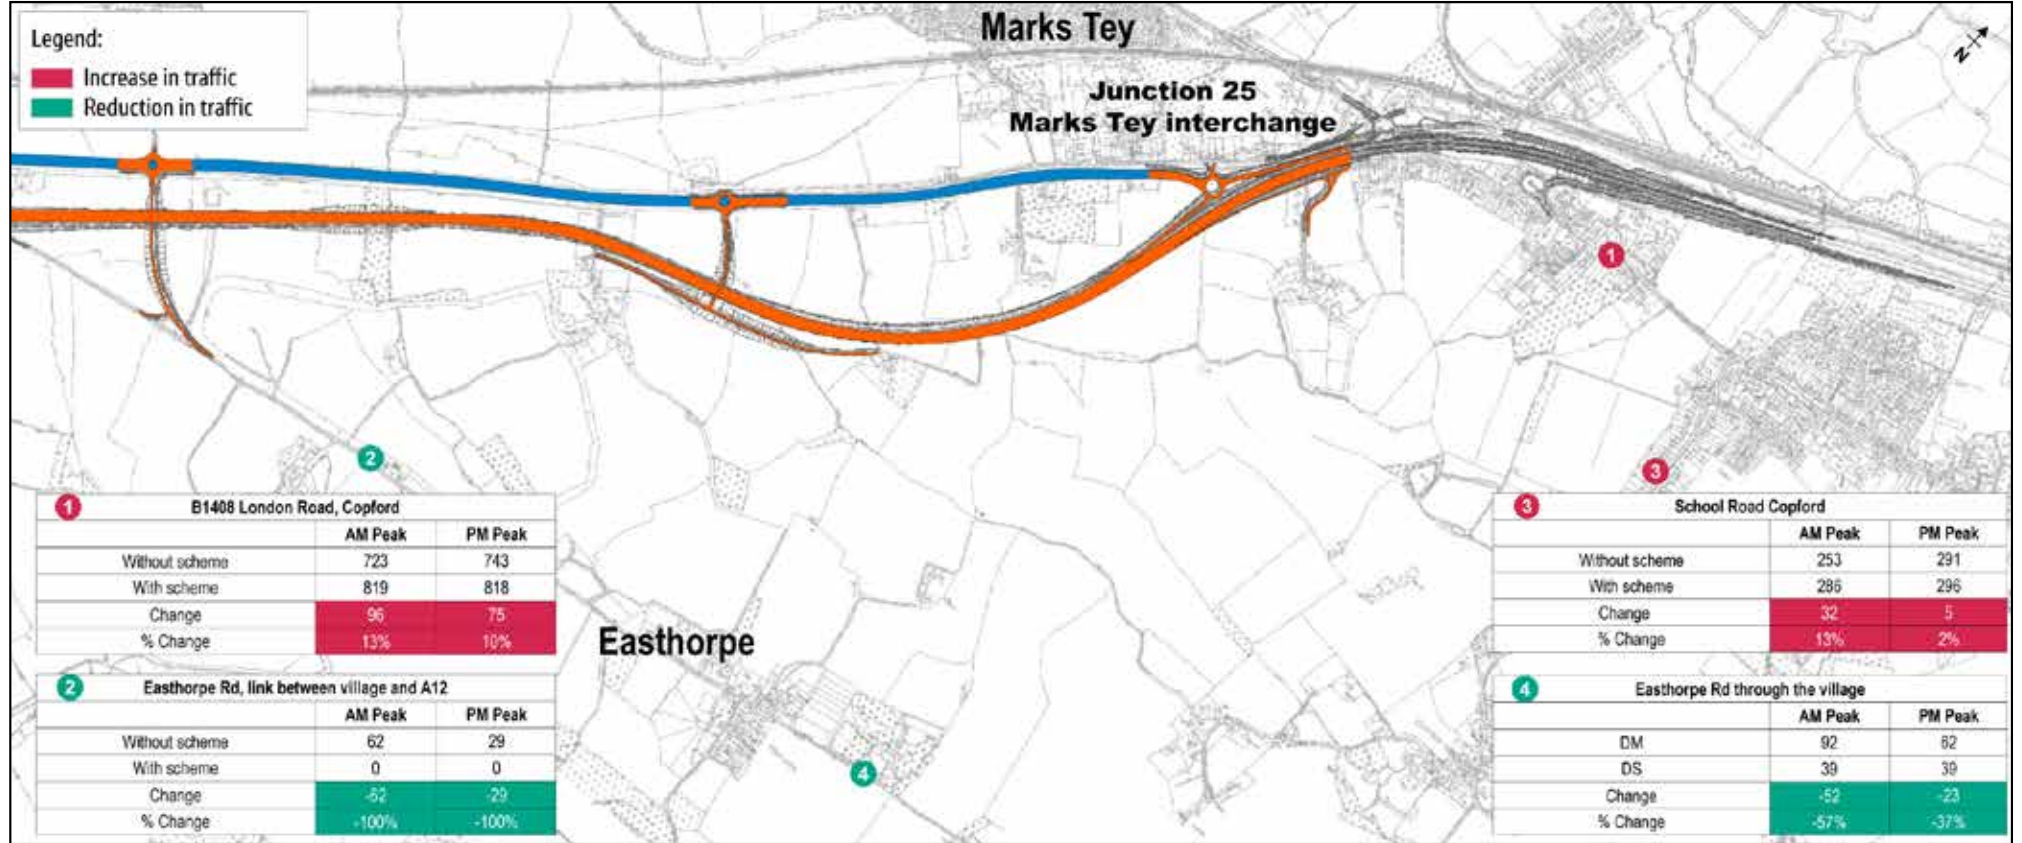 Marks Tey
Legend:
Increase in traffic
Reduction in traffic
N
Junction 25
Marks Tey interchange
1
2
3
1 B1408 London Road, Copford
AM Peak PM Peak
Without scheme 723 743
With scheme 819 818
Change 96 75
% Change 13% 10%
3 School Road Copford
AM Peak PM Peak
Without scheme 253 291
With scheme 286 296
Change 32 5
% Change 13% 2%
Easthorpe
2 Easthorpe Rd, link between village and A12
AM Peak PM Peak
Without scheme 62 29
With scheme 0 0
Change -62 -29
% Change -100% -100%
4 Easthorpe Rd through the village
AM Peak PM Peak
DM 92 62
DS 39 39
Change -52 -23
% Change -57% -37%
4